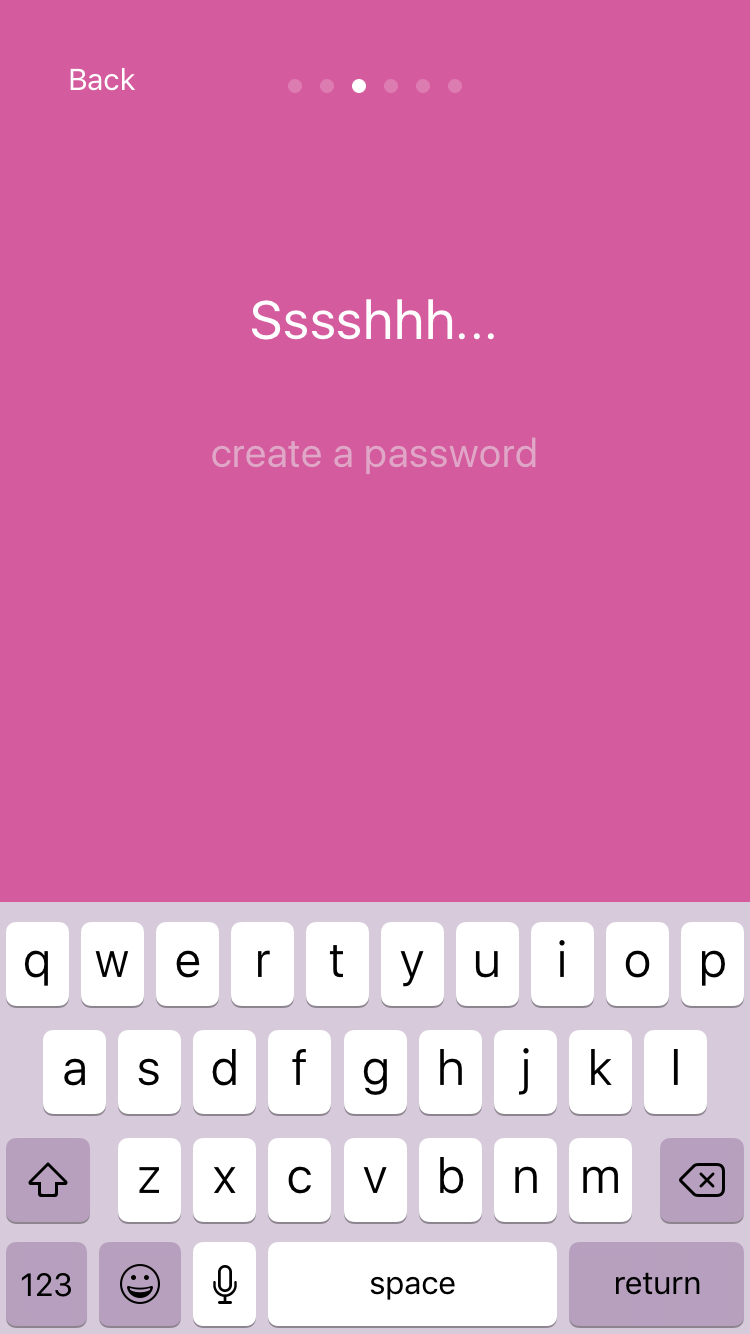 Back
Sssshhh...
create a password
q w e r t y u i o p
a s d f g h j k l
z x c v b n m
123 space return